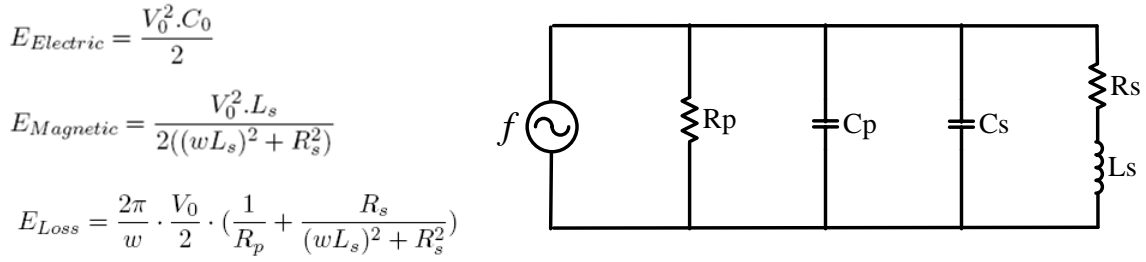 E_{Electric} = \frac{V_0^2 . C_0}{2}
E_{Magnetic} = \frac{V_0^2 . L_s}{2((wL_s)^2 + R_s^2)}
E_{Loss} = \frac{2\pi}{w} \cdot \frac{V_0}{2} \cdot (\frac{1}{R_p} + \frac{R_s}{(wL_s)^2 + R_s^2})
f
Rp
Cp
Cs
Rs
Ls